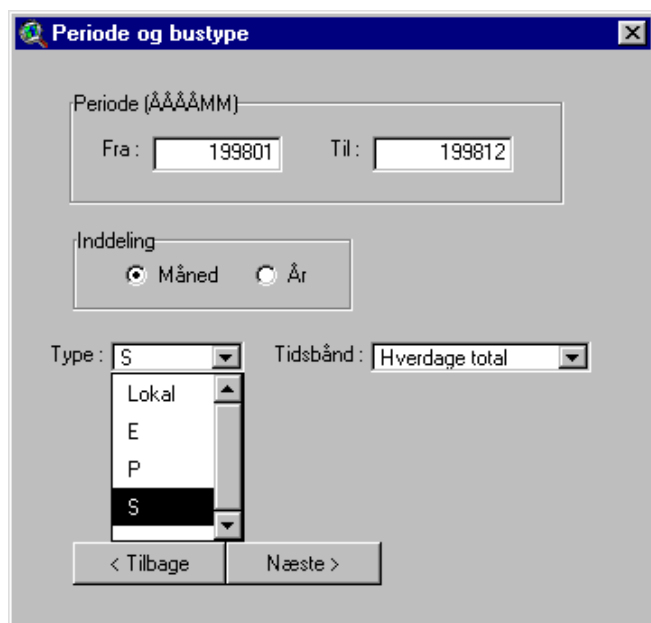 Periode og bustype
Periode (ÅÅÅÅMM)
Fra : 199801 Til : 199812
Inddeling
Måned År
Type : S Tidsbånd : Hverdage total
Lokal
E
P
S
< Tilbage Næste >